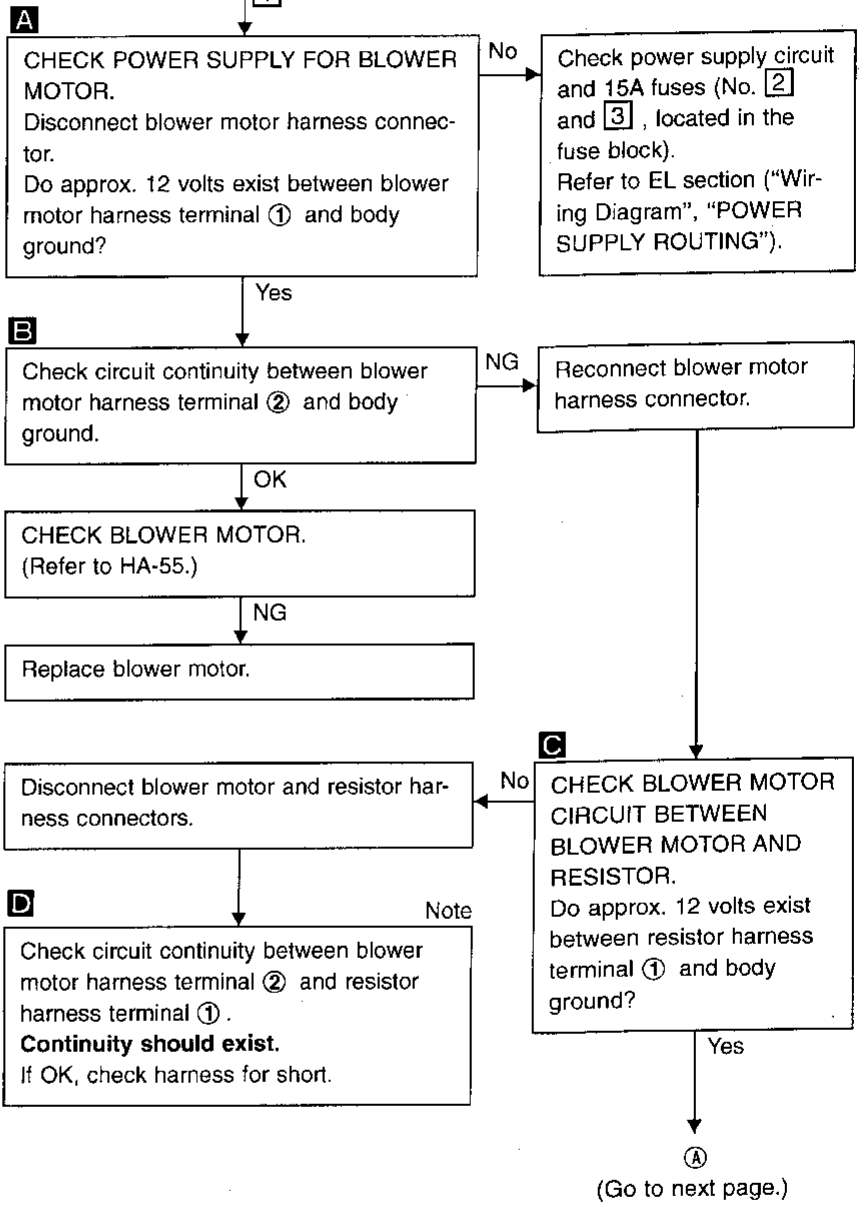 A
CHECK POWER SUPPLY FOR BLOWER
MOTOR.
Disconnect blower motor harness connec-
tor.
Do approx. 12 volts exist between blower
motor harness terminal ① and body
ground?
No
Check power supply circuit
and 15A fuses (No. 2
and 3 , located in the
fuse block).
Refer to EL section ("Wir-
ing Diagram", "POWER
SUPPLY ROUTING").
Yes
B
Check circuit continuity between blower
motor harness terminal ② and body
ground.
NG
Reconnect blower motor
harness connector.
OK
CHECK BLOWER MOTOR.
(Refer to HA-55.)
NG
Replace blower motor.
C
CHECK BLOWER MOTOR
CIRCUIT BETWEEN
BLOWER MOTOR AND
RESISTOR.
Do approx. 12 volts exist
between resistor harness
terminal ① and body
ground?
No
Disconnect blower motor and resistor har-
ness connectors.
D
Note
Check circuit continuity between blower
motor harness terminal ② and resistor
harness terminal ① .
Continuity should exist.
If OK, check harness for short.
Yes
Ⓐ
(Go to next page.)